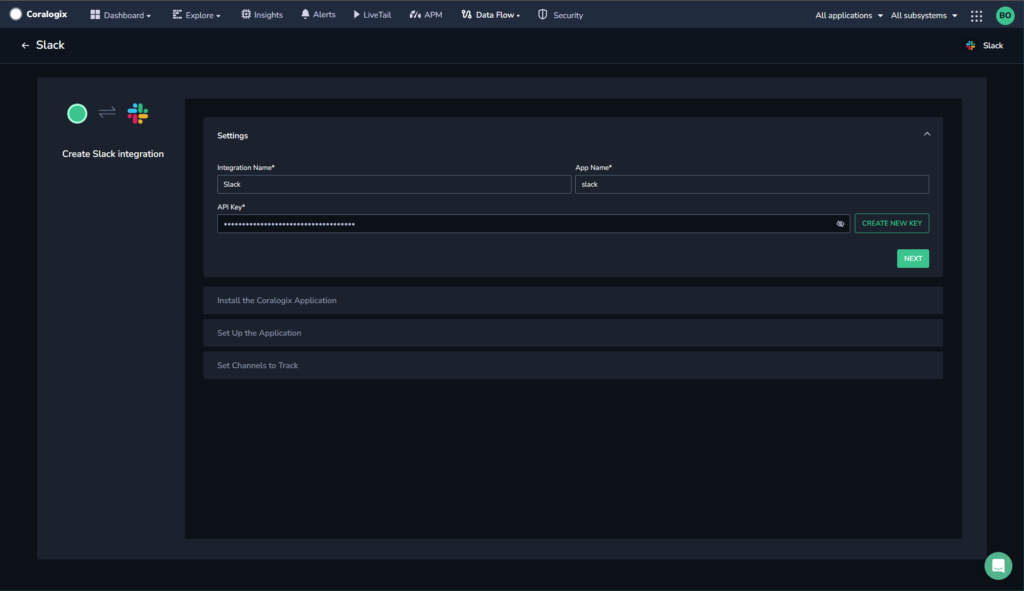 Coralogix Dashboard Explore Insights Alerts LiveTail APM Data Flow Security All applications All subsystems BO
Slack Slack
Create Slack integration
Settings
Integration Name* App Name*
Slack slack
API Key*
•••••••••••••••••••••••••••••••••••• CREATE NEW KEY
NEXT
Install the Coralogix Application
Set Up the Application
Set Channels to Track